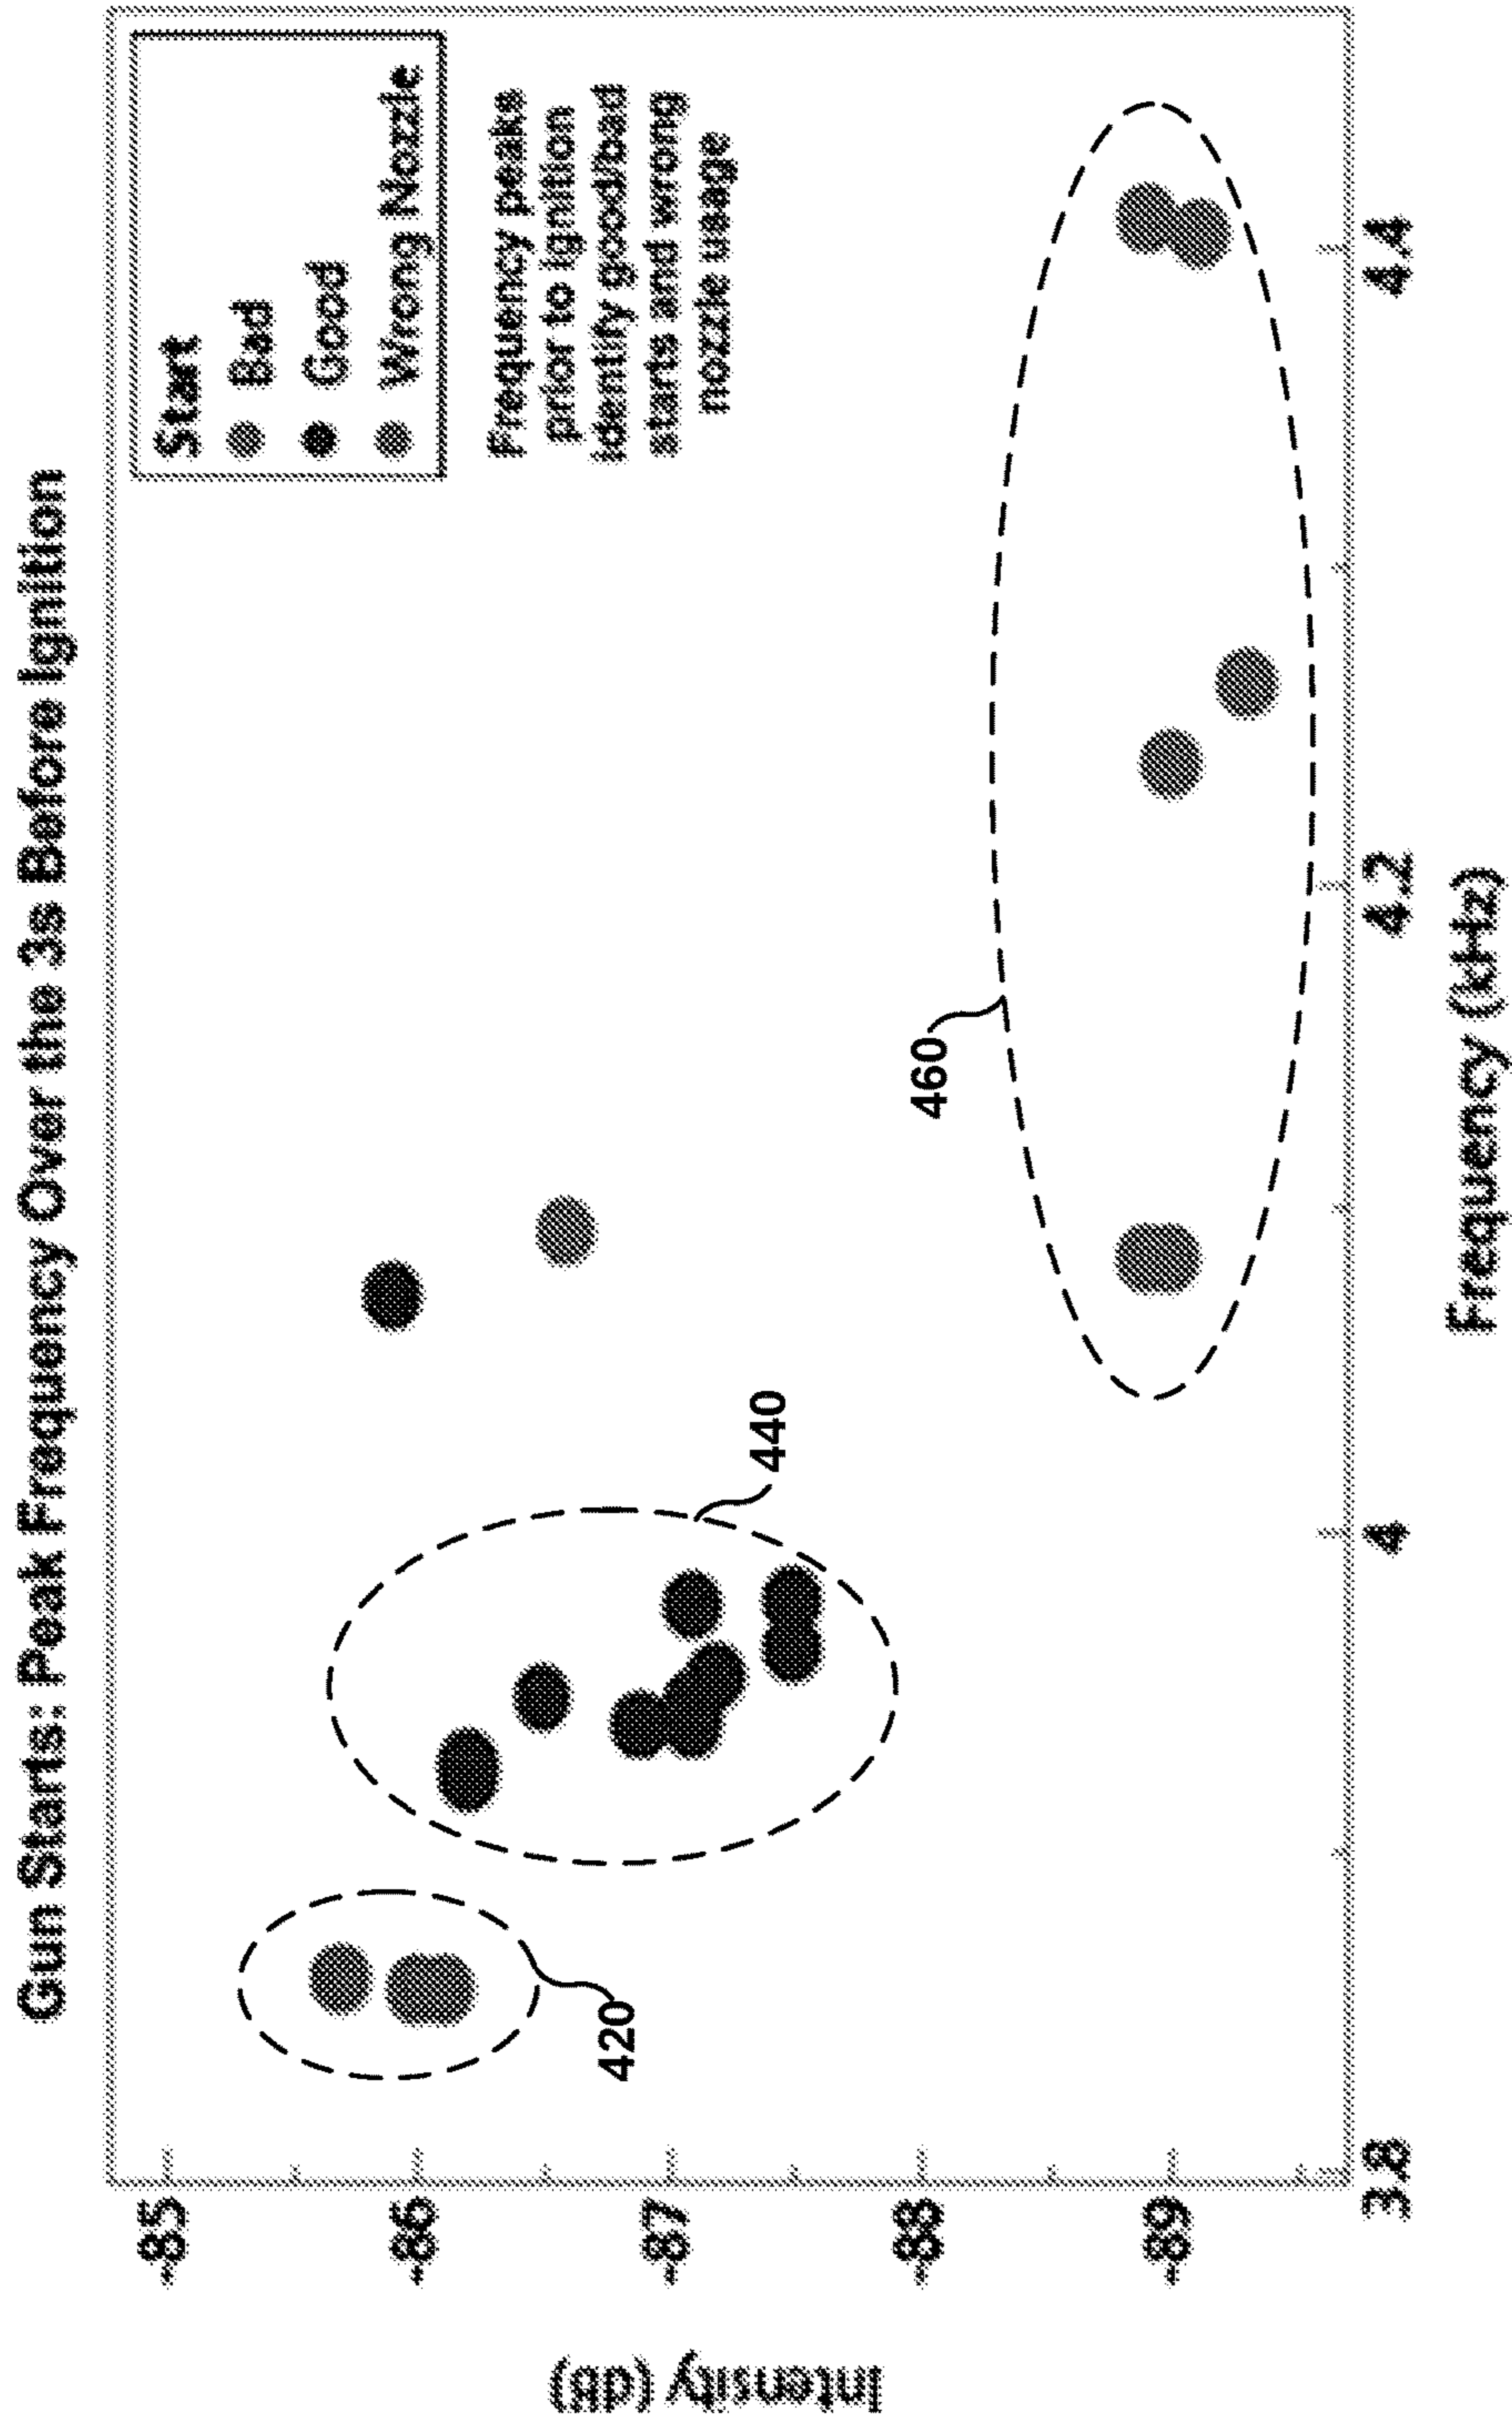 Gun Starts: Peak Frequency Over the 3s Before Ignition
Start
Bad
Good
Wrong Nozzle
Frequency peaks
prior to ignition
identify good/bad
starts and wrong
nozzle usage
Intensity (dB)
-85
-86
-87
-88
-89
420
440
460
3.8
4
4.2
4.4
Frequency (kHz)